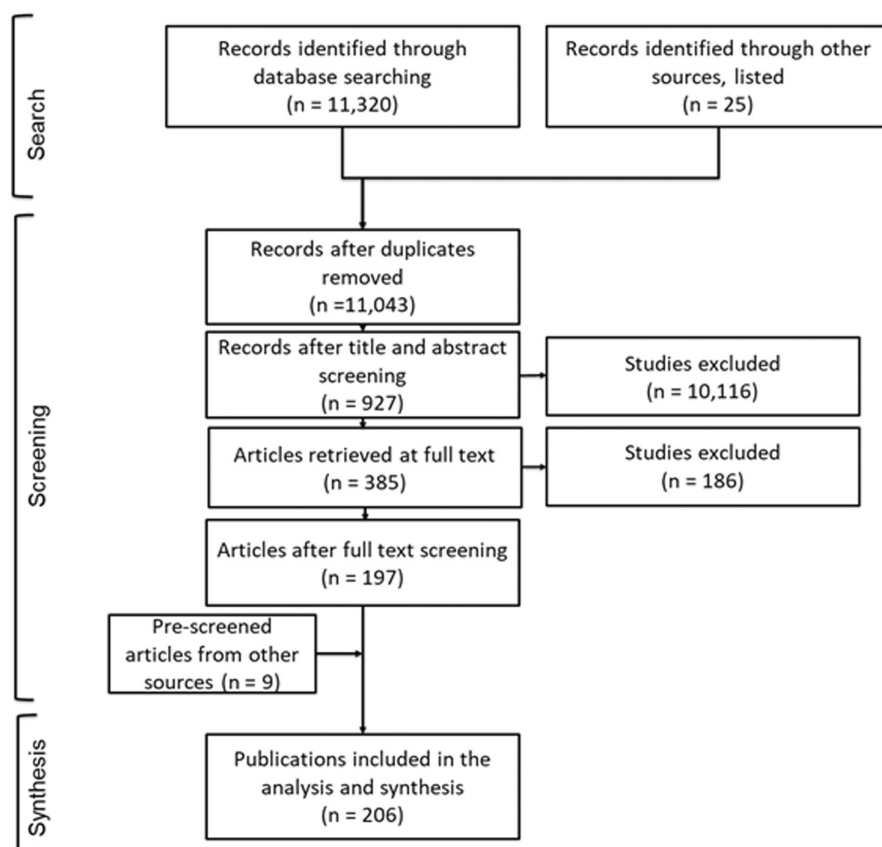 Search
Records identified through
database searching
(n = 11,320)
Records identified through other
sources, listed
(n = 25)
Screening
Records after duplicates
removed
(n =11,043)
Records after title and abstract
screening
(n = 927)
Studies excluded
(n = 10,116)
Articles retrieved at full text
(n = 385)
Studies excluded
(n = 186)
Articles after full text screening
(n = 197)
Pre-screened
articles from other
sources (n = 9)
Synthesis
Publications included in the
analysis and synthesis
(n = 206)